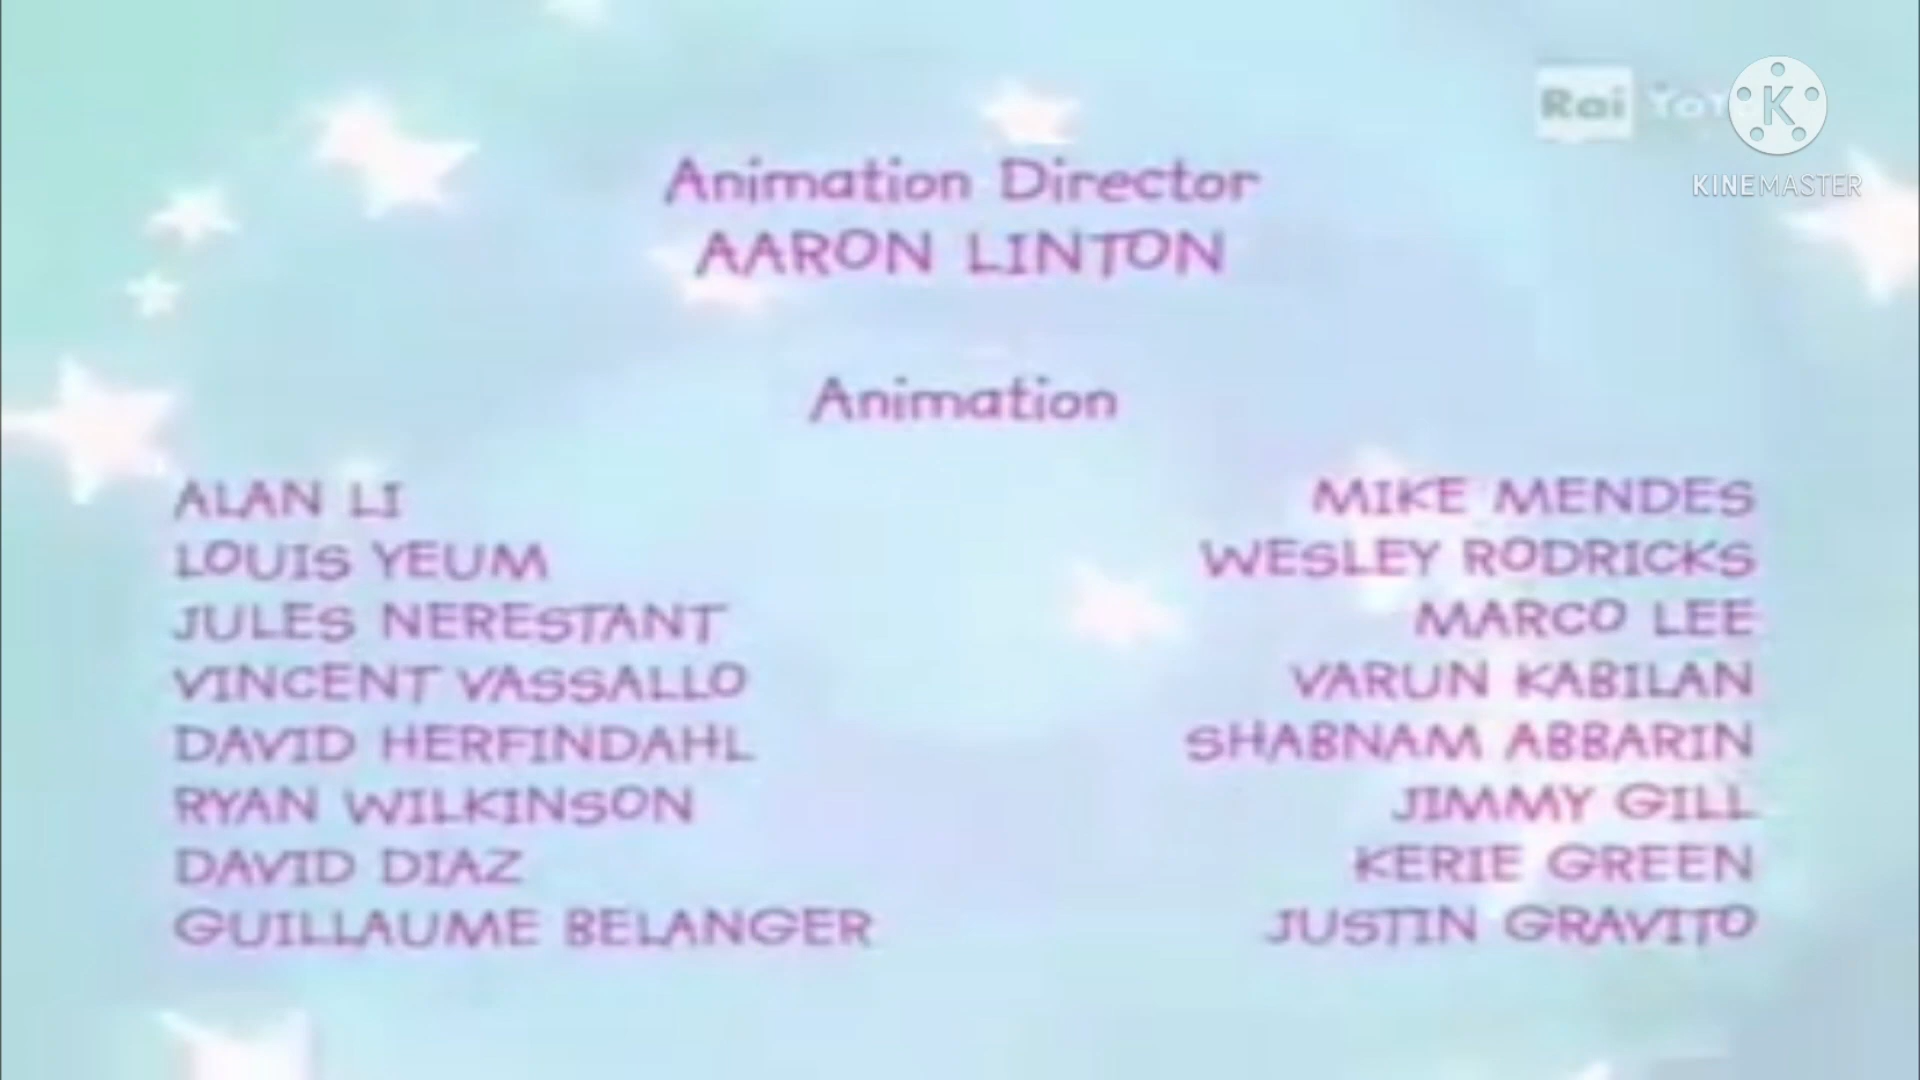 Rai YoYo
KINEMASTER
Animation Director
AARON LINTON
Animation
ALAN LI
LOUIS YEUM
JULES NERESTANT
VINCENT VASSALLO
DAVID HERFINDAHL
RYAN WILKINSON
DAVID DIAZ
GUILLAUME BELANGER
MIKE MENDES
WESLEY RODRICKS
MARCO LEE
VARUN KABILAN
SHABNAM ABBARIN
JIMMY GILL
KERIE GREEN
JUSTIN GRAVITO